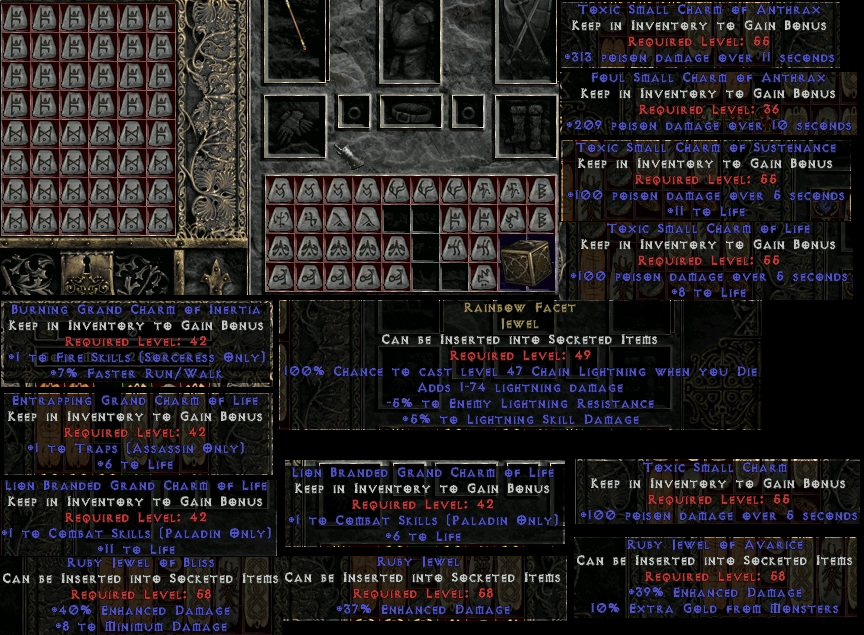 Toxic Small Charm of Anthrax
Keep in Inventory to Gain Bonus
Required Level: 55
+313 poison damage over 11 seconds
Foul Small Charm of Anthrax
Keep in Inventory to Gain Bonus
Required Level: 36
+209 poison damage over 10 seconds
Toxic Small Charm of Sustenance
Keep in Inventory to Gain Bonus
Required Level: 55
+100 poison damage over 5 seconds
+11 to Life
Toxic Small Charm of Life
Keep in Inventory to Gain Bonus
Required Level: 55
+100 poison damage over 5 seconds
+8 to Life
Burning Grand Charm of Inertia
Keep in Inventory to Gain Bonus
Required Level: 42
+1 to Fire Skills (Sorceress Only)
+7% Faster Run/Walk
Rainbow Facet
Jewel
Can be Inserted into Socketed Items
Required Level: 49
100% Chance to cast level 47 Chain Lightning when you Die
Adds 1-74 lightning damage
-5% to Enemy Lightning Resistance
+5% to Lightning Skill Damage
Entrapping Grand Charm of Life
Keep in Inventory to Gain Bonus
Required Level: 42
+1 to Traps (Assassin Only)
+6 to Life
Lion Branded Grand Charm of Life
Keep in Inventory to Gain Bonus
Required Level: 42
+1 to Combat Skills (Paladin Only)
+11 to Life
Lion Branded Grand Charm of Life
Keep in Inventory to Gain Bonus
Required Level: 42
+1 to Combat Skills (Paladin Only)
+6 to Life
Toxic Small Charm
Keep in Inventory to Gain Bonus
Required Level: 55
+100 poison damage over 5 seconds
Ruby Jewel of Bliss
Can be Inserted into Socketed Items
Required Level: 58
+40% Enhanced Damage
+8 to Minimum Damage
Ruby Jewel
Can be Inserted into Socketed Items
Required Level: 58
+37% Enhanced Damage
Ruby Jewel of Avarice
Can be Inserted into Socketed Items
Required Level: 58
+39% Enhanced Damage
10% Extra Gold from Monsters